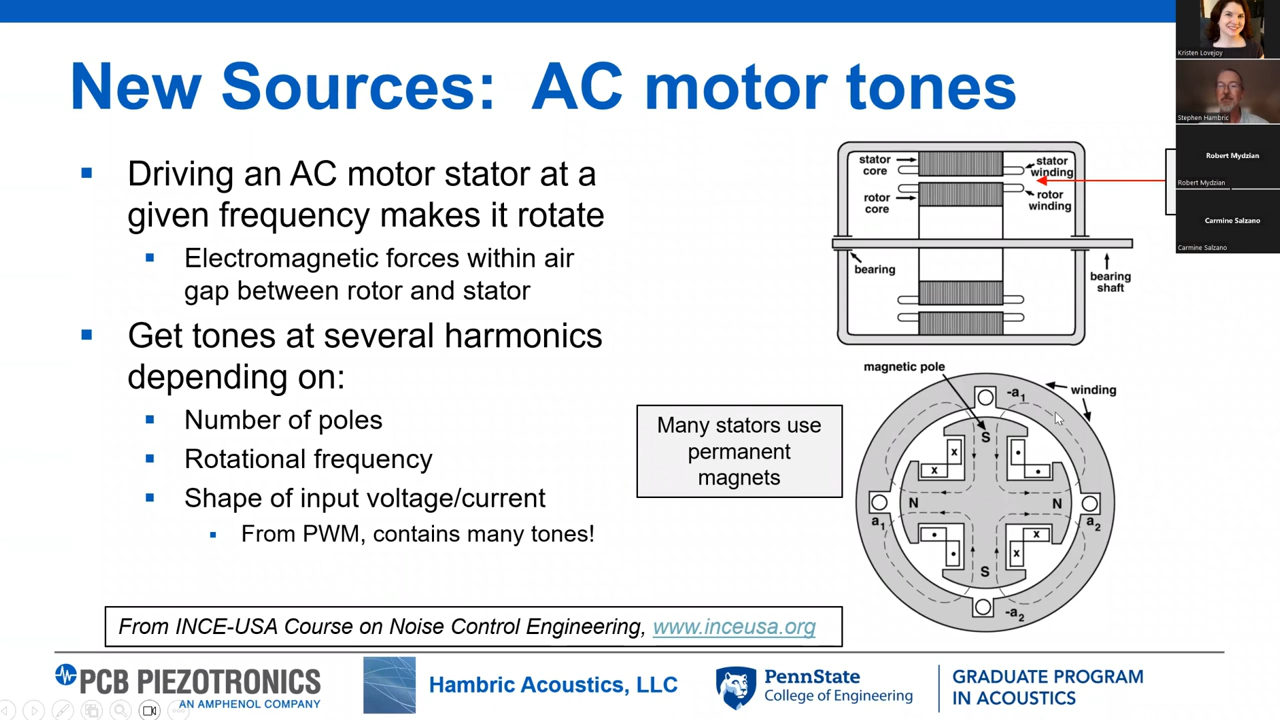 New Sources: AC motor tones
Driving an AC motor stator at a
given frequency makes it rotate
Electromagnetic forces within air
gap between rotor and stator
Get tones at several harmonics
depending on:
Number of poles
Rotational frequency
Shape of input voltage/current
From PWM, contains many tones!
Many stators use
permanent
magnets
stator
core
stator
winding
rotor
core
rotor
winding
bearing
bearing
shaft
magnetic pole
winding
-a1
S
x
x
N
N
a1
a2
x
x
S
-a2
From INCE-USA Course on Noise Control Engineering, www.inceusa.org
PCB PIEZOTRONICS
AN AMPHENOL COMPANY
Hambric Acoustics, LLC
PennState
College of Engineering
GRADUATE PROGRAM
IN ACOUSTICS
Kristen Lovejoy
Stephen Hambric
Robert Mydzian
Robert Mydzian
Carmine Salzano
Carmine Salzano